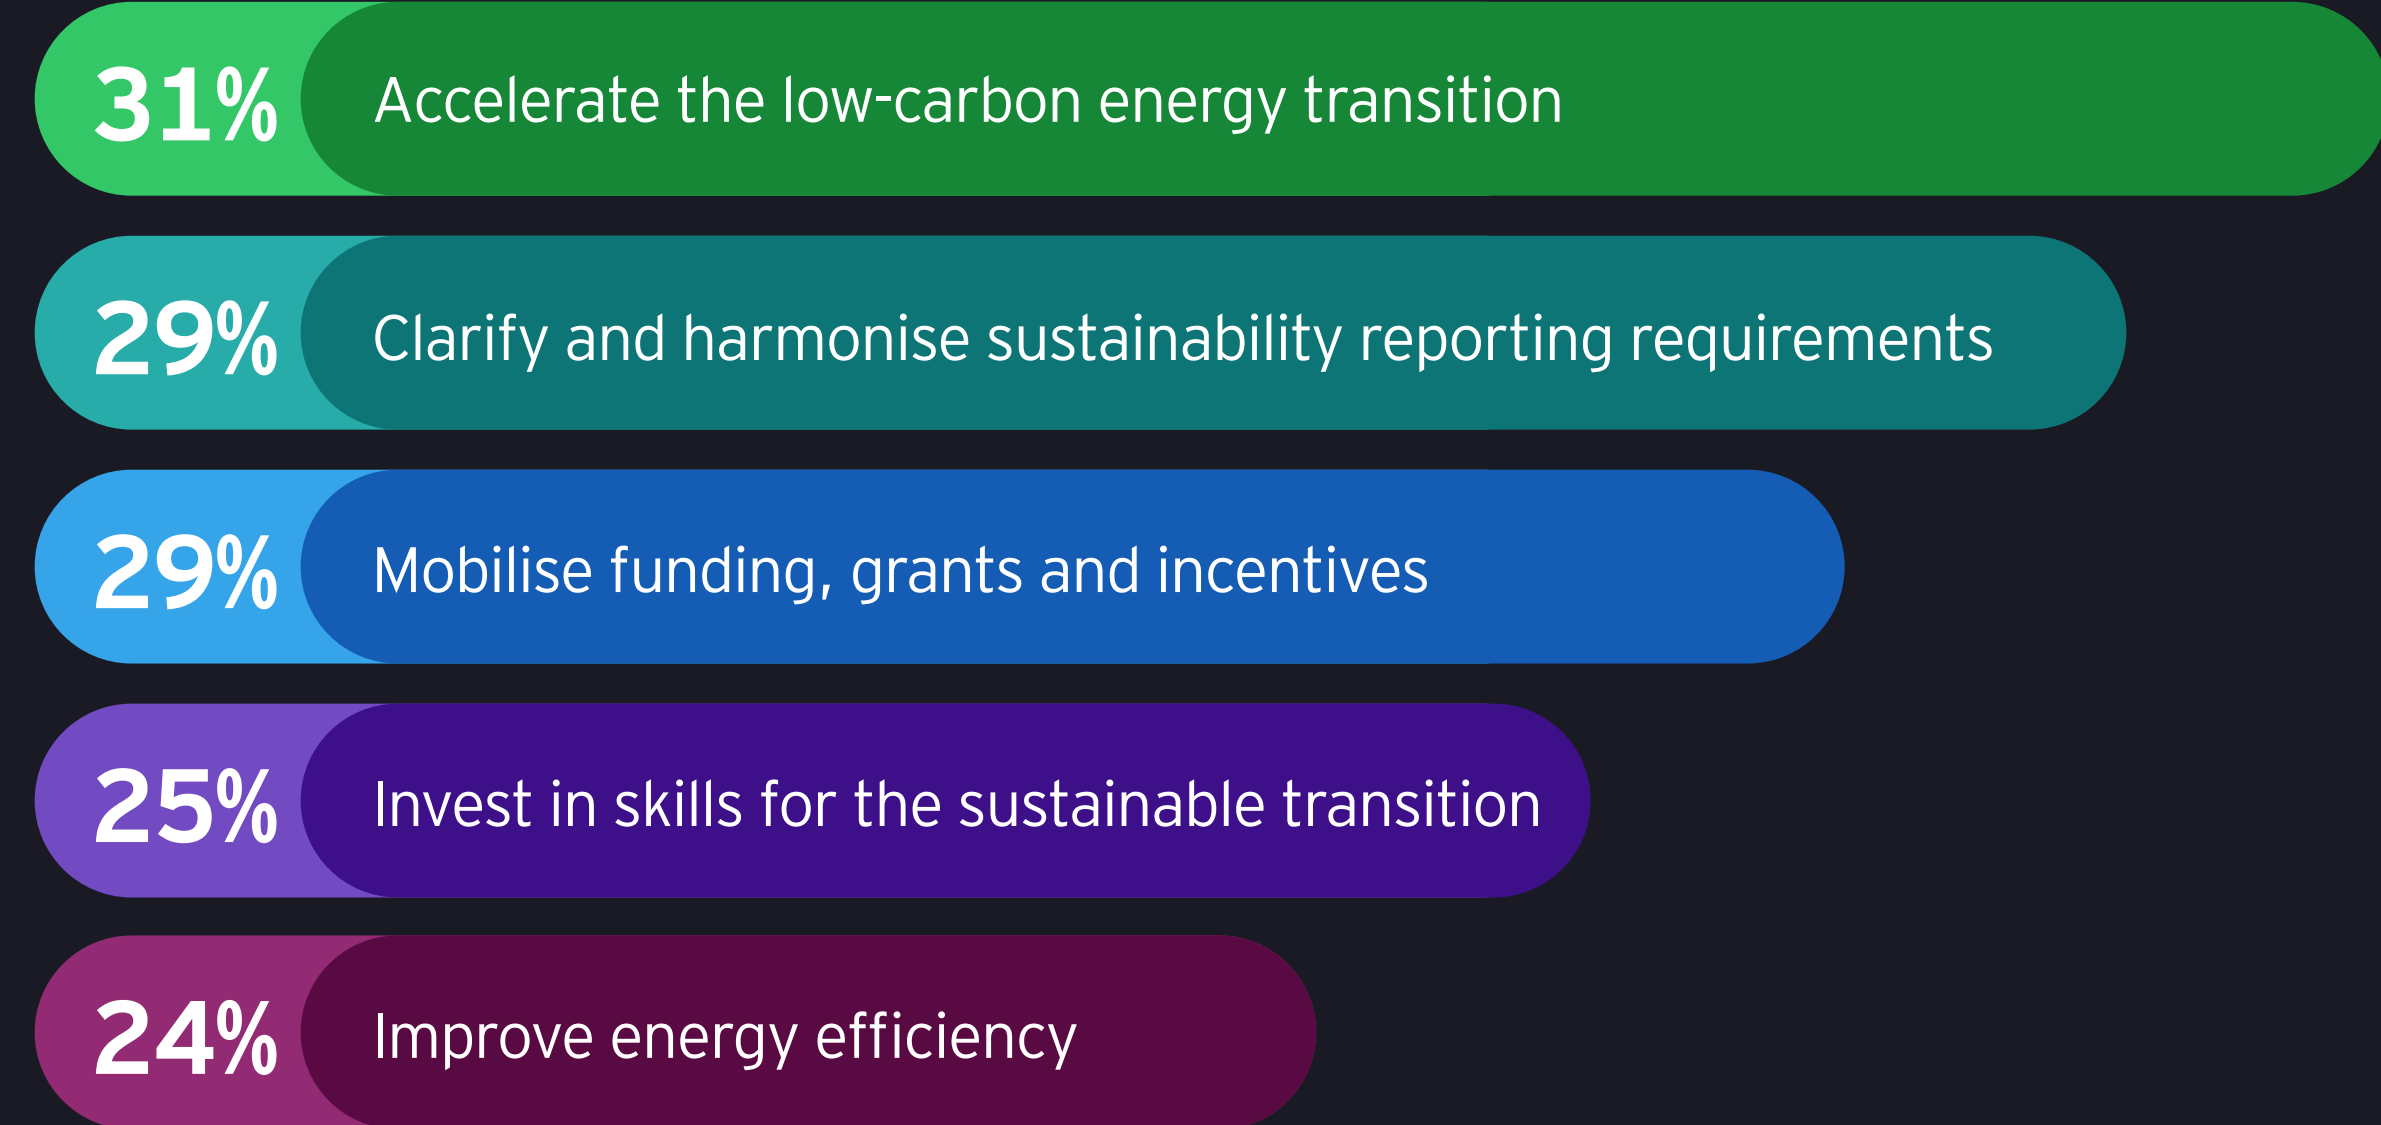 31% Accelerate the low-carbon energy transition
29% Clarify and harmonise sustainability reporting requirements
29% Mobilise funding, grants and incentives
25% Invest in skills for the sustainable transition
24% Improve energy efficiency